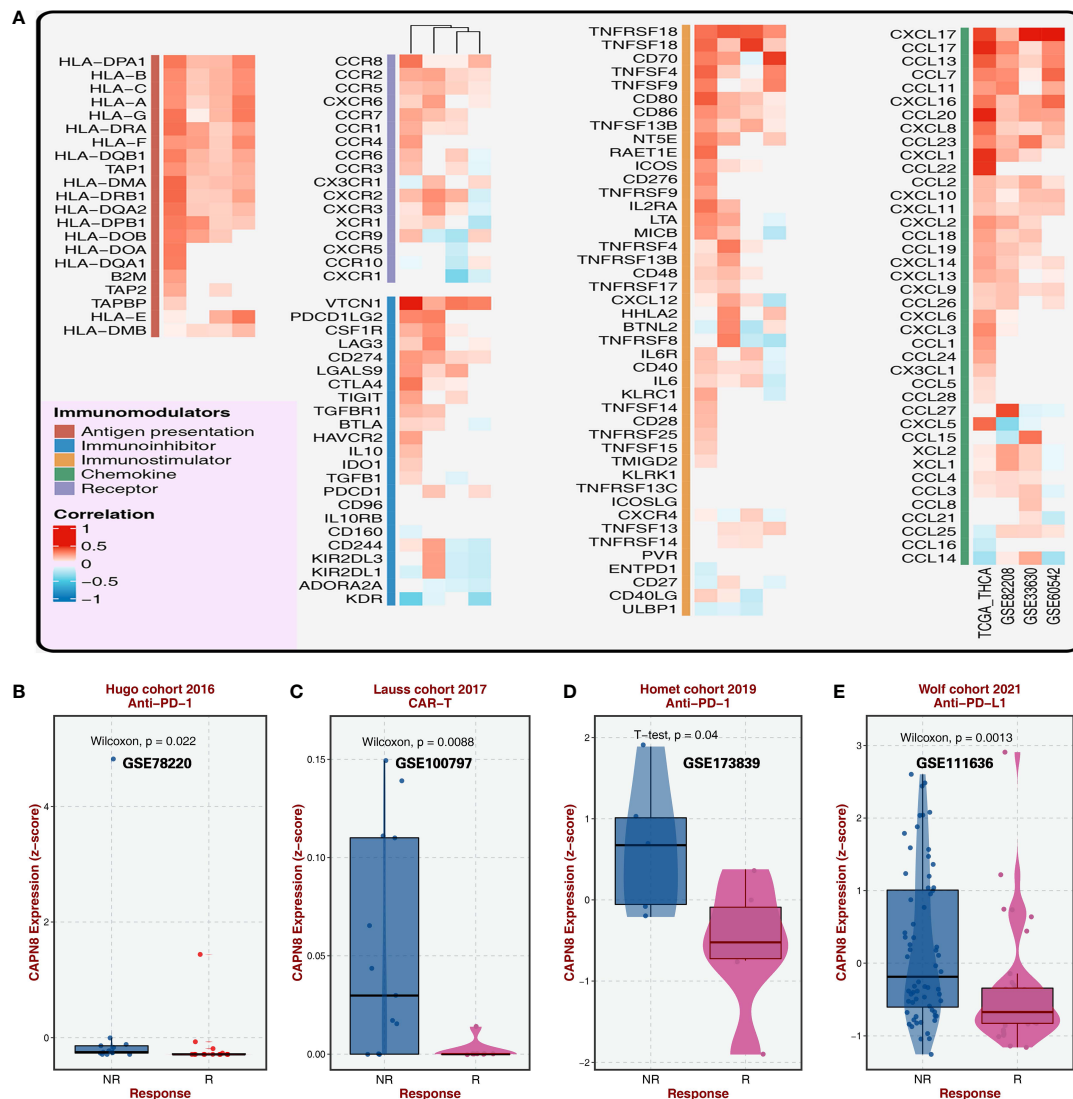 A
HLA−DPA1
HLA−B
HLA−C
HLA−A
HLA−G
HLA−DRA
HLA−F
HLA−DQB1
TAP1
HLA−DMA
HLA−DRB1
HLA−DQA2
HLA−DPB1
HLA−DOB
HLA−DOA
HLA−DQA1
B2M
TAP2
TAPBP
HLA−E
HLA−DMB
Immunomodulators
Antigen presentation
Immunoinhibitor
Immunostimulator
Chemokine
Receptor
Correlation
1
0.5
0
−0.5
−1
CCR8
CCR2
CCR5
CXCR6
CCR7
CCR1
CCR4
CCR6
CCR3
CX3CR1
CXCR2
CXCR3
XCR1
CCR9
CXCR5
CCR10
CXCR1
VTCN1
PDCD1LG2
CSF1R
LAG3
CD274
LGALS9
CTLA4
TIGIT
TGFBR1
BTLA
HAVCR2
IL10
IDO1
TGFB1
PDCD1
CD96
IL10RB
CD160
CD244
KIR2DL3
KIR2DL1
ADORA2A
KDR
TNFRSF18
TNFSF18
CD70
TNFSF4
TNFSF9
CD80
CD86
TNFSF13B
NT5E
RAET1E
ICOS
CD276
TNFRSF9
IL2RA
LTA
MICB
TNFRSF4
TNFRSF13B
CD48
TNFRSF17
CXCL12
HHLA2
BTNL2
TNFRSF8
IL6R
CD40
IL6
KLRC1
TNFSF14
CD28
TNFRSF25
TNFSF15
TMIGD2
KLRK1
TNFRSF13C
ICOSLG
CXCR4
TNFSF13
TNFRSF14
PVR
ENTPD1
CD27
CD40LG
ULBP1
CXCL17
CCL17
CCL13
CCL7
CCL11
CXCL16
CCL20
CXCL8
CCL23
CXCL1
CCL22
CCL2
CXCL10
CXCL11
CXCL2
CCL18
CCL19
CXCL14
CXCL13
CXCL9
CCL26
CXCL6
CXCL3
CCL1
CCL24
CX3CL1
CCL5
CCL28
CCL27
CXCL5
CCL15
XCL2
XCL1
CCL4
CCL3
CCL8
CCL21
CCL25
CCL16
CCL14
TCGA_THCA
GSE82208
GSE33630
GSE60542
B
Hugo cohort 2016
Anti−PD−1
Wilcoxon, p = 0.022
GSE78220
CAPN8 Expression (z−score)
4
2
0
NR
R
Response
C
Lauss cohort 2017
CAR−T
Wilcoxon, p = 0.0088
GSE100797
CAPN8 Expression (z−score)
0.15
0.10
0.05
0.00
NR
R
Response
D
Homet cohort 2019
Anti−PD−1
T−test, p = 0.04
GSE173839
CAPN8 Expression (z−score)
2
1
0
−1
−2
NR
R
Response
E
Wolf cohort 2021
Anti−PD−L1
Wilcoxon, p = 0.0013
GSE111636
CAPN8 Expression (z−score)
3
2
1
0
−1
NR
R
Response